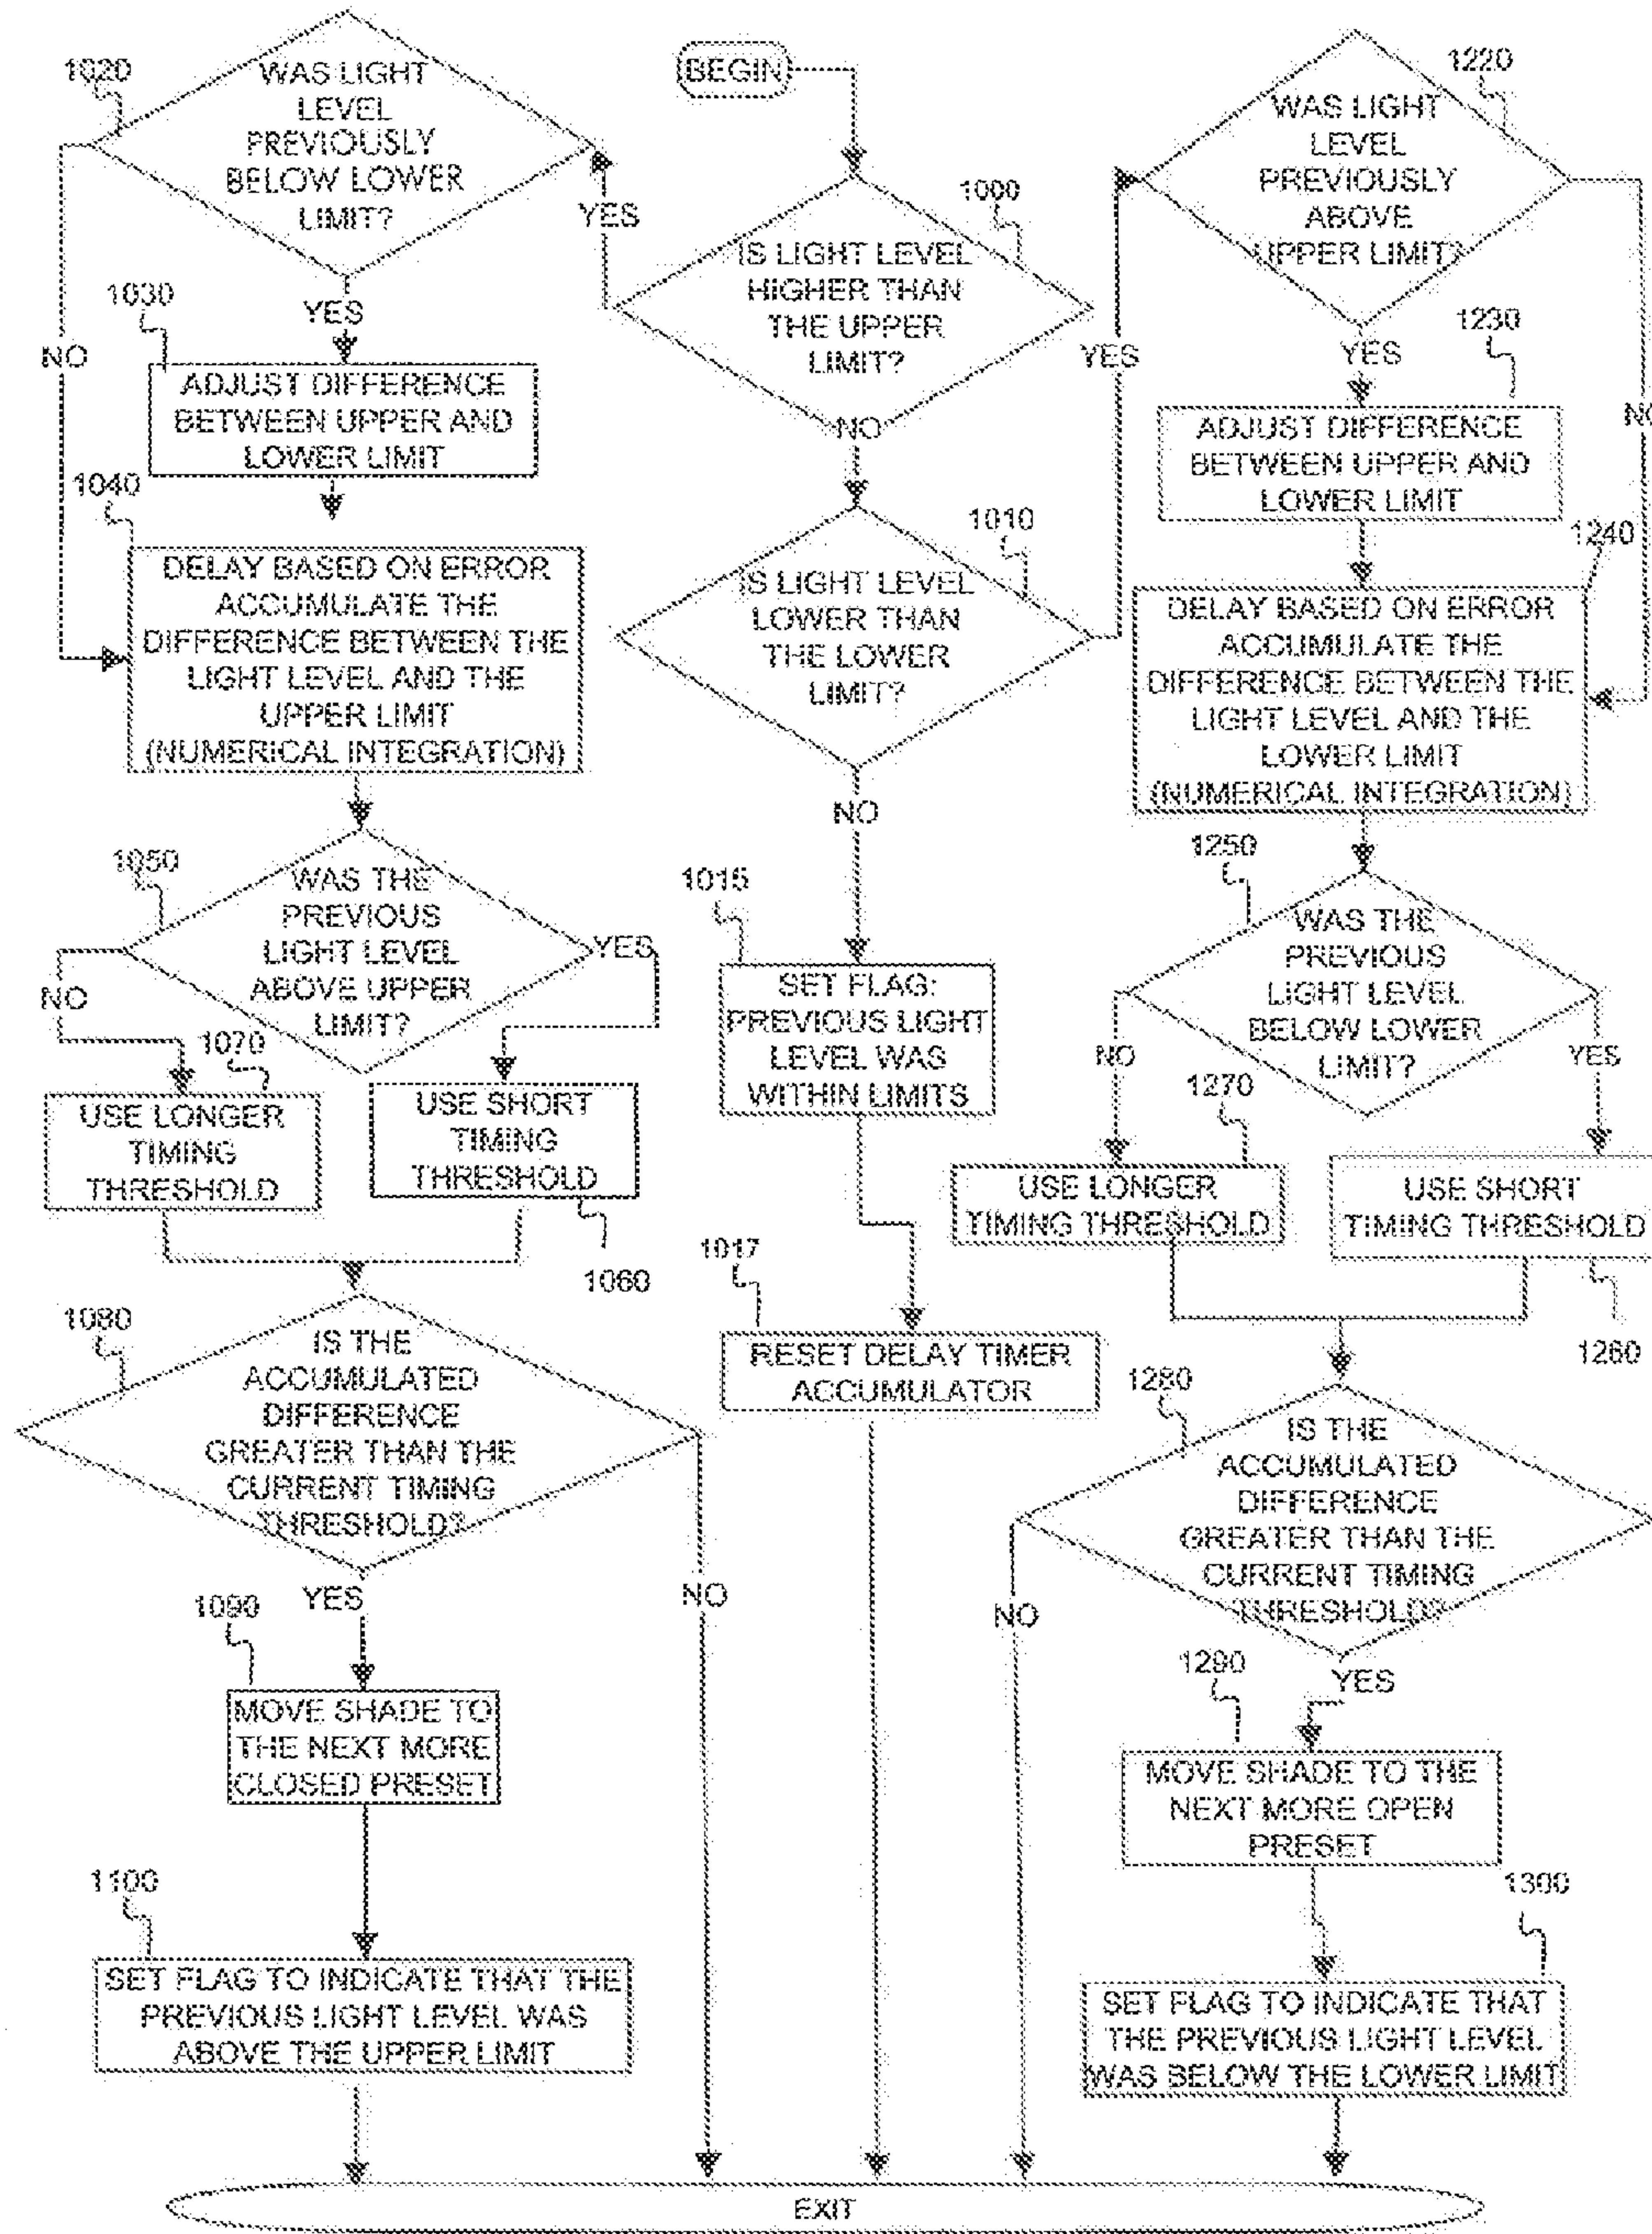 BEGIN
1000
IS LIGHT LEVEL
HIGHER THAN
THE UPPER
LIMIT?
YES
NO
1010
IS LIGHT LEVEL
LOWER THAN
THE LOWER
LIMIT?
YES
NO
1015
SET FLAG:
PREVIOUS LIGHT
LEVEL WAS
WITHIN LIMITS
1017
RESET DELAY TIMER
ACCUMULATOR
1020
WAS LIGHT
LEVEL
PREVIOUSLY
BELOW LOWER
LIMIT?
YES
NO
1030
ADJUST DIFFERENCE
BETWEEN UPPER AND
LOWER LIMIT
1040
DELAY BASED ON ERROR
ACCUMULATE THE
DIFFERENCE BETWEEN THE
LIGHT LEVEL AND THE
UPPER LIMIT
(NUMERICAL INTEGRATION)
1050
WAS THE
PREVIOUS
LIGHT LEVEL
ABOVE UPPER
LIMIT?
YES
NO
1070
USE LONGER
TIMING
THRESHOLD
USE SHORT
TIMING
THRESHOLD
1060
1080
IS THE
ACCUMULATED
DIFFERENCE
GREATER THAN THE
CURRENT TIMING
THRESHOLD?
YES
NO
1090
MOVE SHADE TO
THE NEXT MORE
CLOSED PRESET
1100
SET FLAG TO INDICATE THAT THE
PREVIOUS LIGHT LEVEL WAS
ABOVE THE UPPER LIMIT
1220
WAS LIGHT
LEVEL
PREVIOUSLY
ABOVE
UPPER LIMIT?
YES
NO
1230
ADJUST DIFFERENCE
BETWEEN UPPER AND
LOWER LIMIT
1240
DELAY BASED ON ERROR
ACCUMULATE THE
DIFFERENCE BETWEEN THE
LIGHT LEVEL AND THE
LOWER LIMIT
(NUMERICAL INTEGRATION)
1250
WAS THE
PREVIOUS
LIGHT LEVEL
BELOW LOWER
LIMIT?
NO
YES
1270
USE LONGER
TIMING THRESHOLD
USE SHORT
TIMING THRESHOLD
1260
1280
IS THE
ACCUMULATED
DIFFERENCE
GREATER THAN THE
CURRENT TIMING
THRESHOLD?
NO
YES
1290
MOVE SHADE TO THE
NEXT MORE OPEN
PRESET
1300
SET FLAG TO INDICATE THAT
THE PREVIOUS LIGHT LEVEL
WAS BELOW THE LOWER LIMIT
EXIT